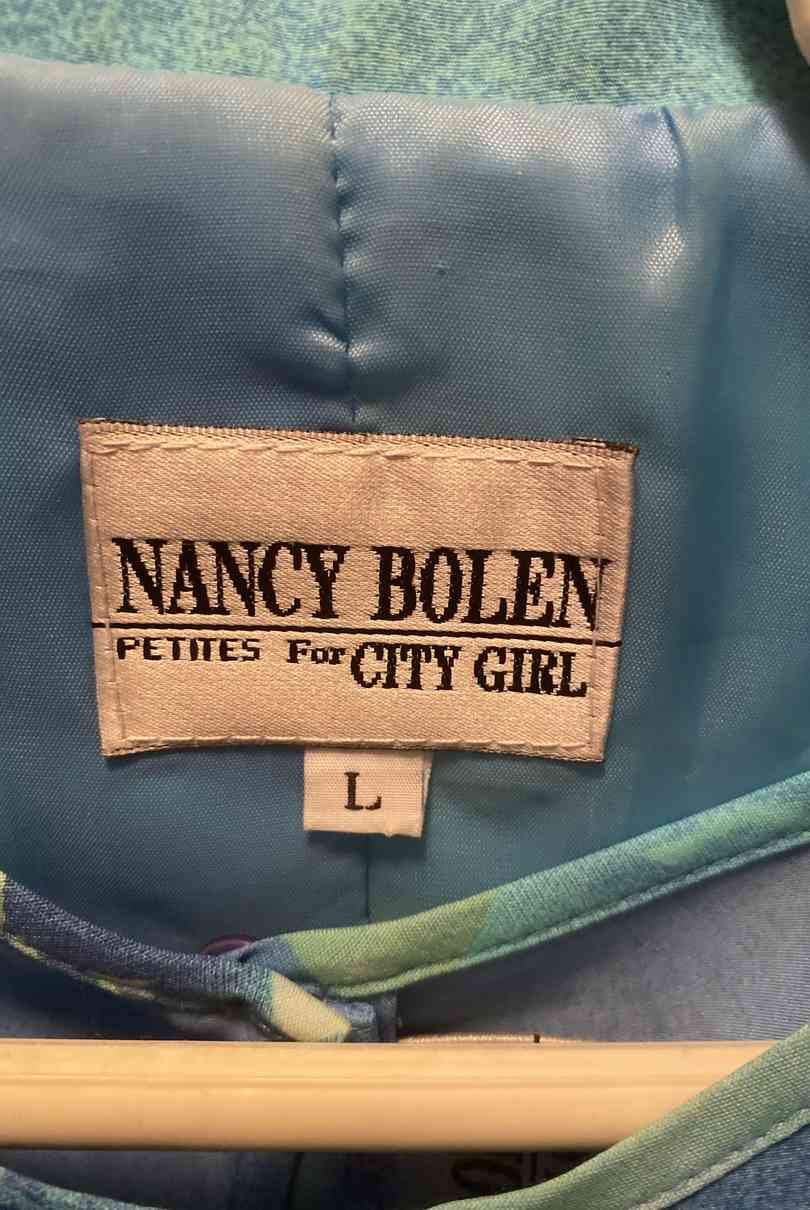 NANCY BOLEN
PETITES For CITY GIRL
L